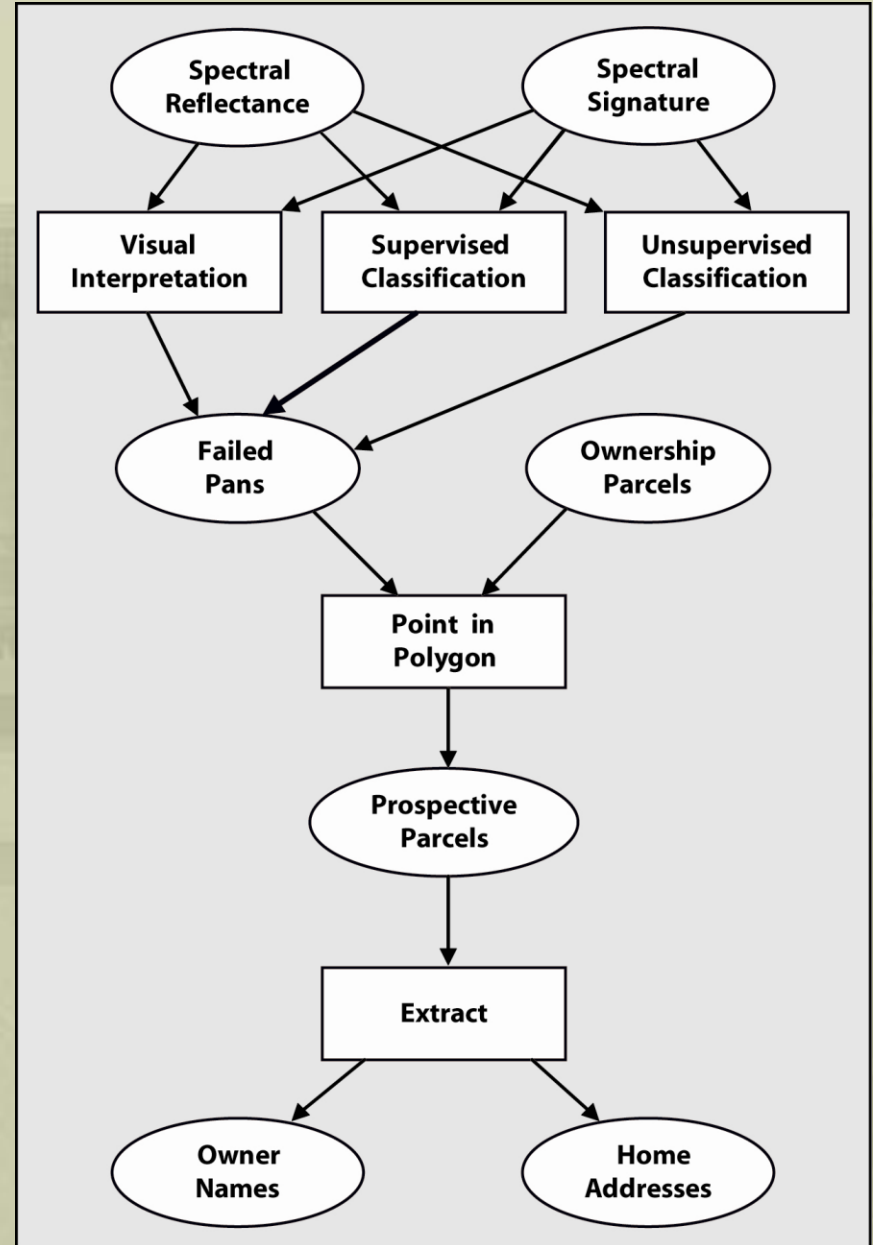 Spectral
Reflectance
Spectral
Signature
Visual
Interpretation
Supervised
Classification
Unsupervised
Classification
Failed
Pans
Ownership
Parcels
Point in
Polygon
Prospective
Parcels
Extract
Owner
Names
Home
Addresses